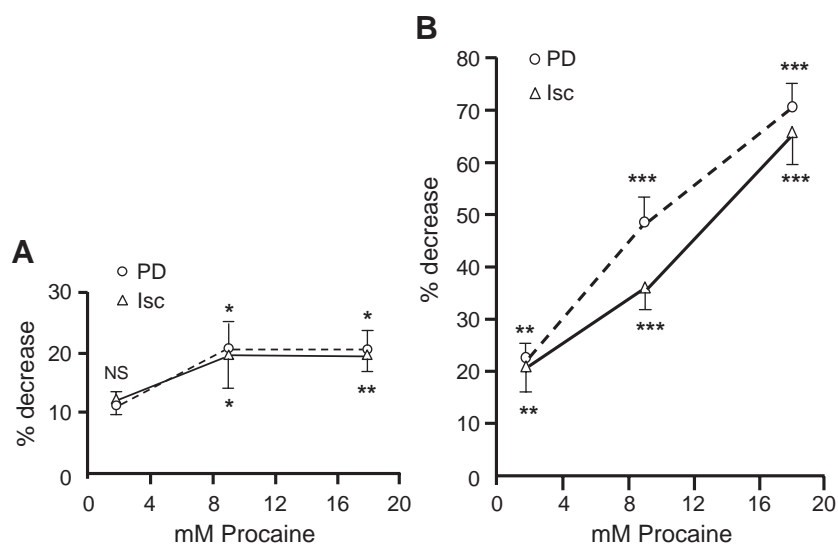 A
PD
Isc
% decrease
30
20
10
0
NS
*
*
*
**
0 4 8 12 16 20
mM Procaine
B
PD
Isc
% decrease
80
70
60
50
40
30
20
10
0
**
**
***
***
***
***
0 4 8 12 16 20
mM Procaine